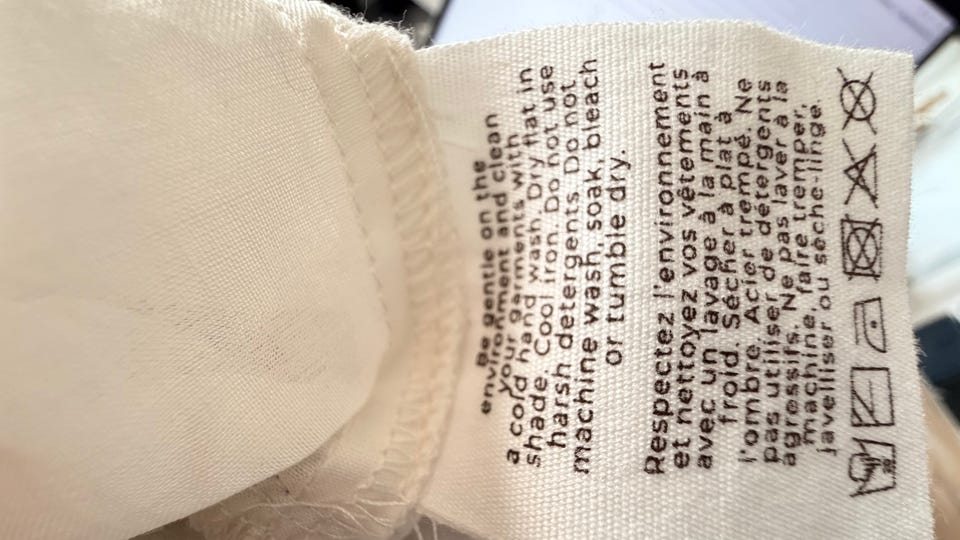 Be gentle on the
environment and clean
your garments with
a cold hand wash. Dry flat in
shade. Cool iron. Do not use
harsh detergents. Do not
machine wash, soak, bleach
or tumble dry.
Respectez l'environnement
et nettoyez vos vêtements
avec un lavage à la main à
froid. Sécher à plat à
l'ombre. Acier trempé. Ne
pas utiliser de détergents
agressifs. Ne pas laver à la
machine, faire tremper,
javelliser ou sèche-linge.